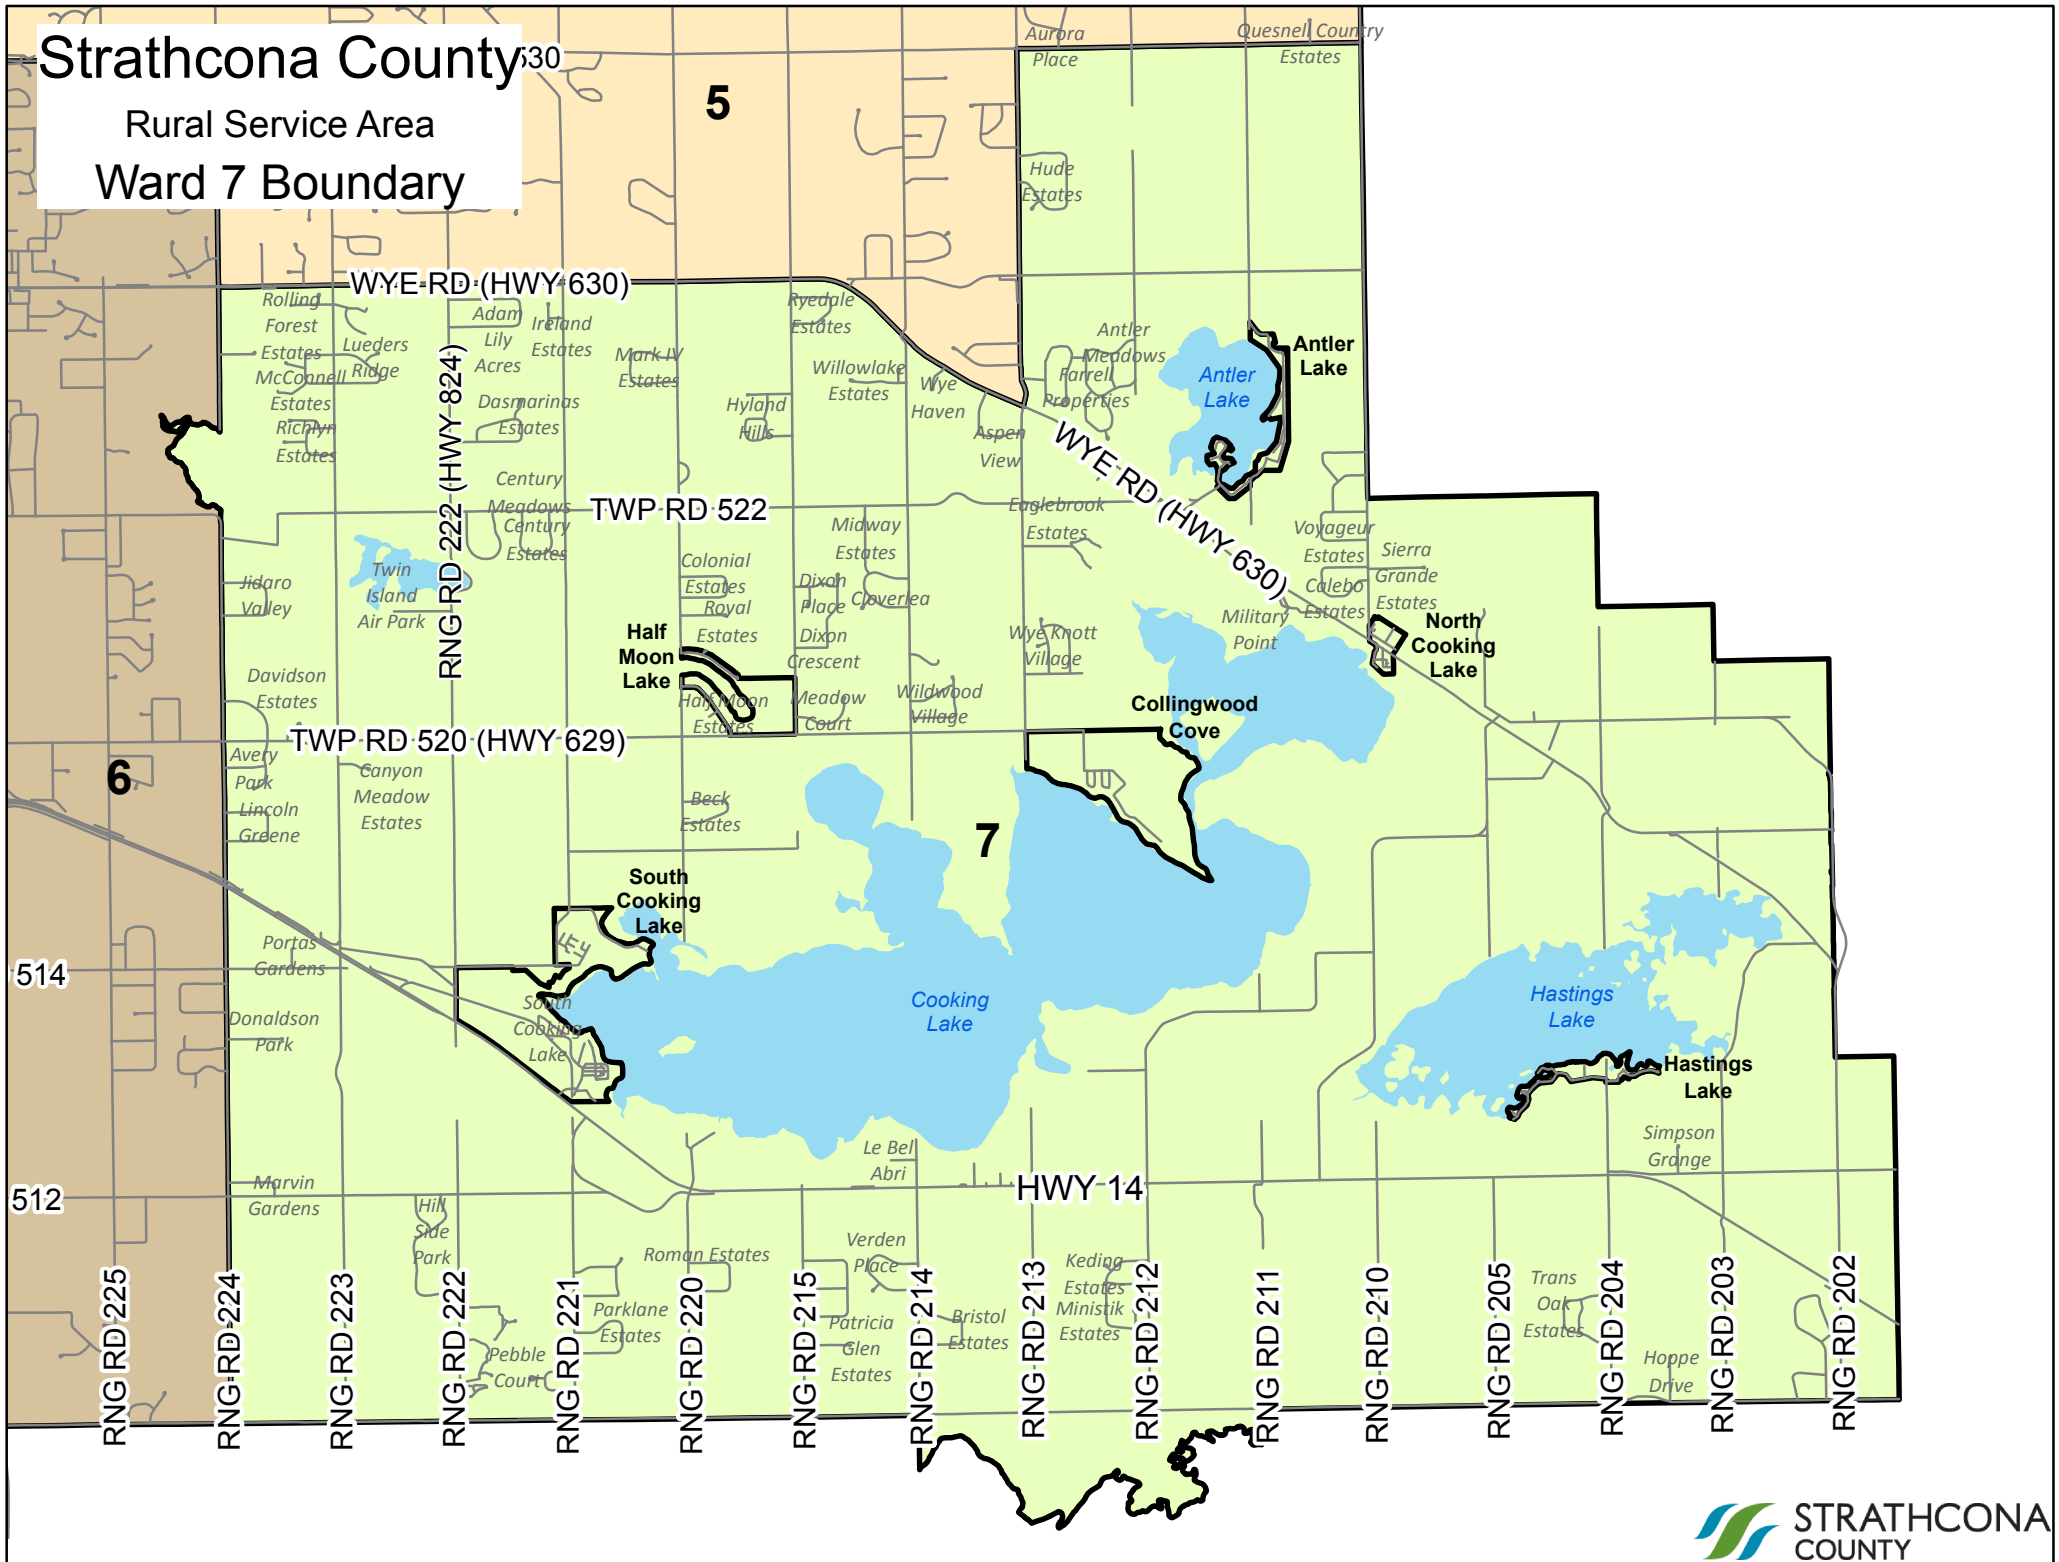 Strathcona County
Rural Service Area
Ward 7 Boundary
530
5
Aurora
Place
Quesnell Country
Estates
Hude
Estates
WYE RD (HWY 630)
Rolling
Forest
Estates
Lueders
Ridge
McConnell
Estates
Richlyn
Estates
Adam
Lily
Acres
Ireland
Estates
Dasmarinas
Estates
Mark IV
Estates
Ryedale
Estates
Willowlake
Estates
Wye
Haven
Hyland
Hills
Aspen
View
Antler
Meadows
Farrell
Properties
Antler
Lake
Antler
Lake
WYE RD (HWY 630)
RNG RD 222 (HWY 824)
Century
Meadows
Century
Estates
TWP RD 522
Midway
Estates
Eaglebrook
Estates
Voyageur
Estates
Sierra
Grande
Estates
Calebo
Estates
Twin
Island
Air Park
Jidaro
Valley
Colonial
Estates
Royal
Estates
Dixon
Place
Cloverlea
Dixon
Crescent
Wye Knott
Village
Military
Point
North
Cooking
Lake
Half
Moon
Lake
Half Moon
Estates
Meadow
Court
Wildwood
Village
Collingwood
Cove
Davidson
Estates
TWP RD 520 (HWY 629)
6
Avery
Park
Lincoln
Greene
Canyon
Meadow
Estates
Beck
Estates
7
South
Cooking
Lake
Portas
Gardens
514
Donaldson
Park
South
Cooking
Lake
Cooking
Lake
Hastings
Lake
Hastings
Lake
Simpson
Grange
Le Bel
Abri
HWY 14
512
Marvin
Gardens
Hill
Side
Park
Roman Estates
Verden
Place
Keding
Estates
Ministik
Estates
Parklane
Estates
Patricia
Glen
Estates
Bristol
Estates
Trans
Oak
Estates
Pebble
Court
Hoppe
Drive
RNG RD 225
RNG RD 224
RNG RD 223
RNG RD 222
RNG RD 221
RNG RD 220
RNG RD 215
RNG RD 214
RNG RD 213
RNG RD 212
RNG RD 211
RNG RD 210
RNG RD 205
RNG RD 204
RNG RD 203
RNG RD 202
STRATHCONA
COUNTY